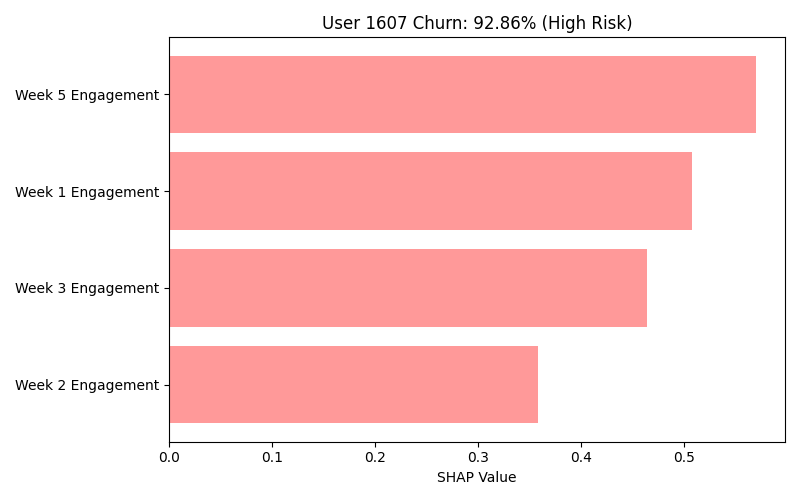 User 1607 Churn: 92.86% (High Risk)
Week 5 Engagement
Week 1 Engagement
Week 3 Engagement
Week 2 Engagement
0.0 0.1 0.2 0.3 0.4 0.5
SHAP Value